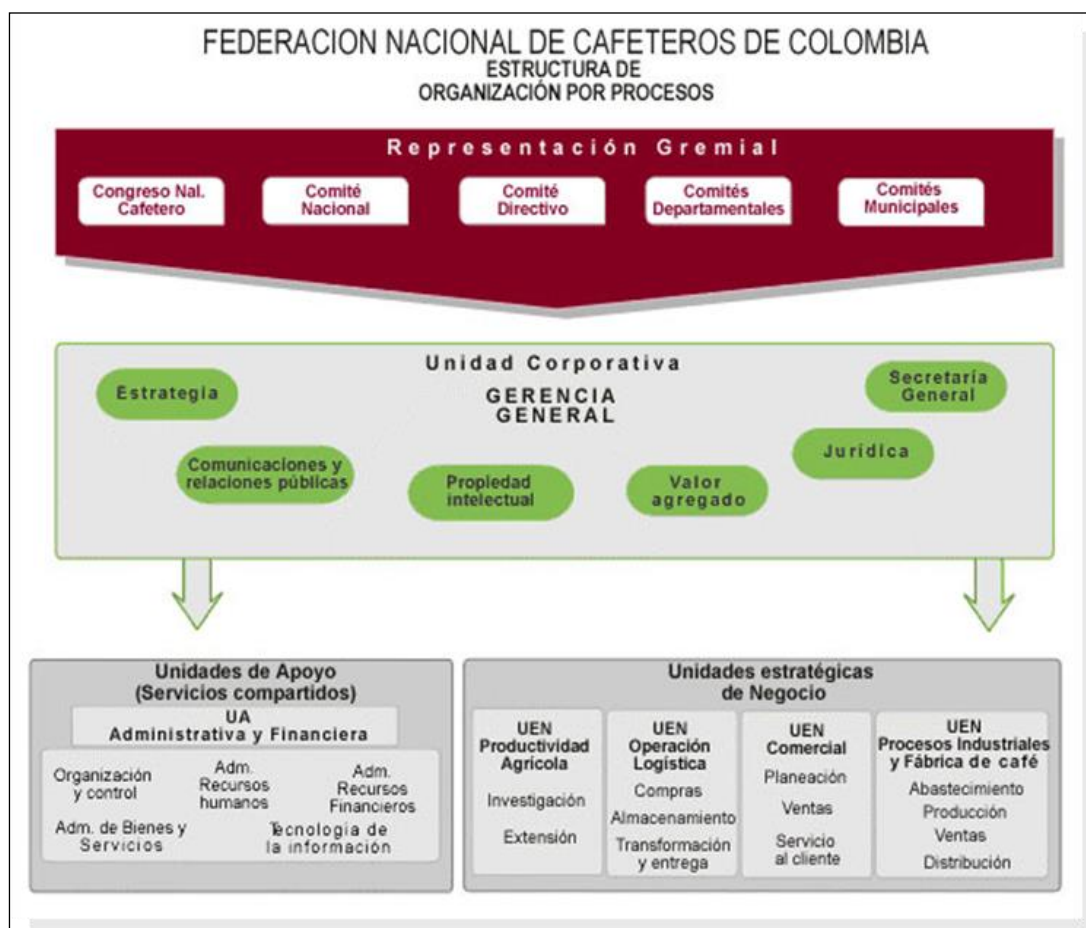 FEDERACION NACIONAL DE CAFETEROS DE COLOMBIA
ESTRUCTURA DE
ORGANIZACIÓN POR PROCESOS
Representación Gremial
Congreso Nal.
Cafetero
Comité
Nacional
Comité
Directivo
Comités
Departamentales
Comités
Municipales
Unidad Corporativa
GERENCIA
GENERAL
Estrategia
Comunicaciones y
relaciones públicas
Propiedad
intelectual
Valor
agregado
Jurídica
Secretaría
General
Unidades de Apoyo
(Servicios compartidos)
UA
Administrativa y Financiera
Organización
y control
Adm.
Recursos
humanos
Adm.
Recursos
Financieros
Adm. de Bienes y
Servicios
Tecnología de
la información
Unidades estratégicas
de Negocio
UEN
Productividad
Agrícola
Investigación
Extensión
UEN
Operación
Logística
Compras
Almacenamiento
Transformación
y entrega
UEN
Comercial
Planeación
Ventas
Servicio
al cliente
UEN
Procesos Industriales
y Fábrica de café
Abastecimiento
Producción
Ventas
Distribución